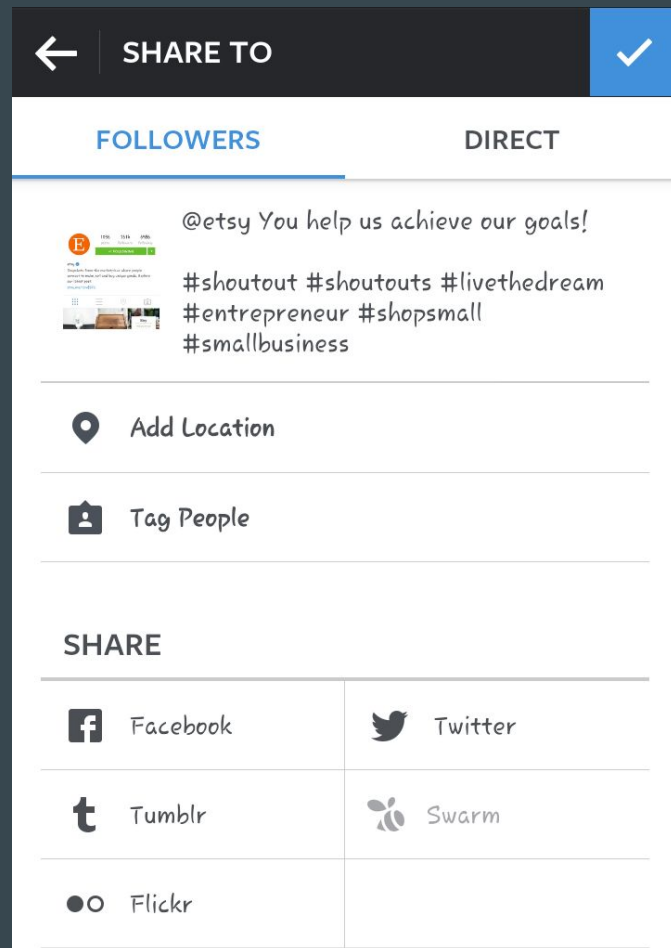 SHARE TO
FOLLOWERS DIRECT
@etsy You help us achieve our goals!
#shoutout #shoutouts #livethedream
#entrepreneur #shopsmall
#smallbusiness
E
Add Location
Tag People
SHARE
Facebook Twitter
Tumblr Swarm
Flickr